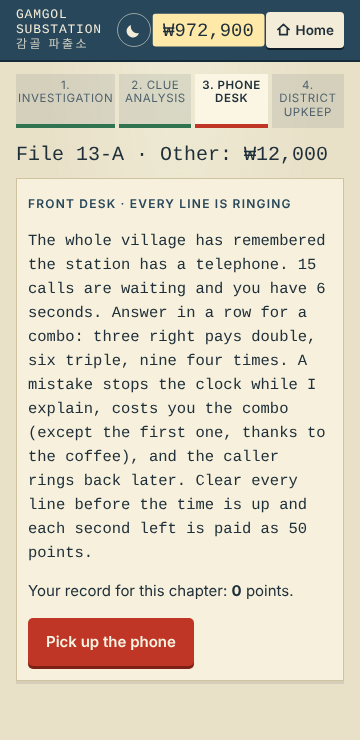 GAMGOL
SUBSTATION
감골 파출소
₩972,900
Home
1.
INVESTIGATION
2. CLUE
ANALYSIS
3. PHONE
DESK
4.
DISTRICT
UPKEEP
File 13-A · Other: ₩12,000
FRONT DESK · EVERY LINE IS RINGING
The whole village has remembered
the station has a telephone. 15
calls are waiting and you have 6
seconds. Answer in a row for a
combo: three right pays double,
six triple, nine four times. A
mistake stops the clock while I
explain, costs you the combo
(except the first one, thanks to
the coffee), and the caller
rings back later. Clear every
line before the time is up and
each second left is paid as 50
points.
Your record for this chapter: 0 points.
Pick up the phone